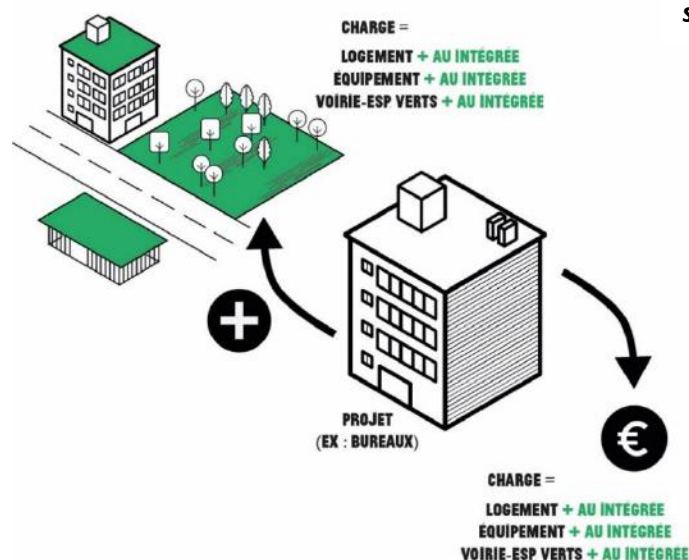 CHARGE =
LOGEMENT + AU INTÉGRÉE
ÉQUIPEMENT + AU INTÉGRÉE
VOIRIE-ESP VERTS + AU INTÉGRÉE
+
PROJET
(EX : BUREAUX)
€
CHARGE =
LOGEMENT + AU INTÉGRÉE
ÉQUIPEMENT + AU INTÉGRÉE
VOIRIE-ESP VERTS + AU INTÉGRÉE